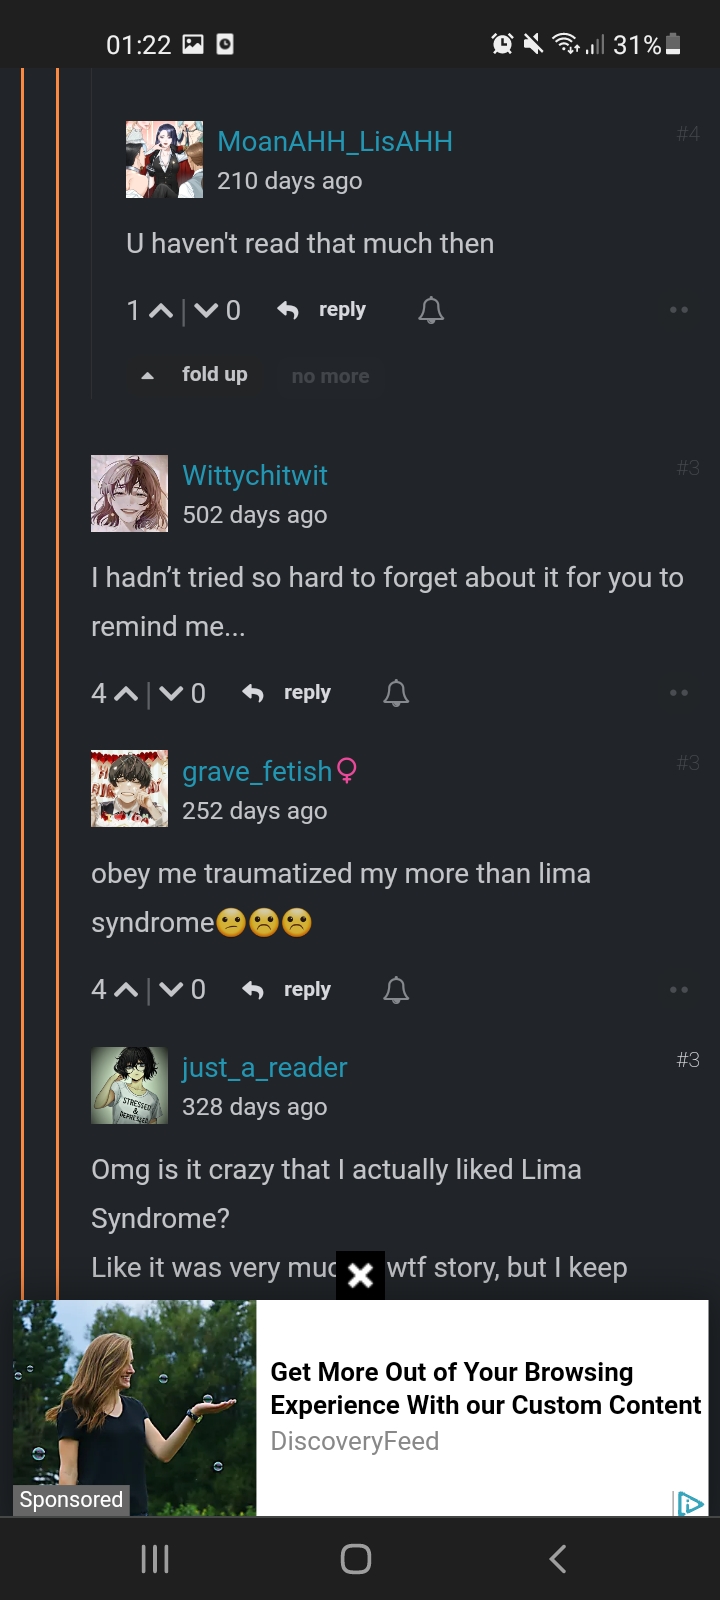 01:22
31%
MoanAHH_LisAHH
#4
210 days ago
U haven't read that much then
1 | 0 reply
fold up no more
Wittychitwit
#3
502 days ago
I hadn’t tried so hard to forget about it for you to
remind me...
4 | 0 reply
grave_fetish♀
#3
252 days ago
obey me traumatized my more than lima
syndrome😕🙁🙁
4 | 0 reply
just_a_reader
#3
328 days ago
STRESSED
&
DEPRESSED
Omg is it crazy that I actually liked Lima
Syndrome?
Like it was very muc wtf story, but I keep
Get More Out of Your Browsing
Experience With our Custom Content
DiscoveryFeed
Sponsored